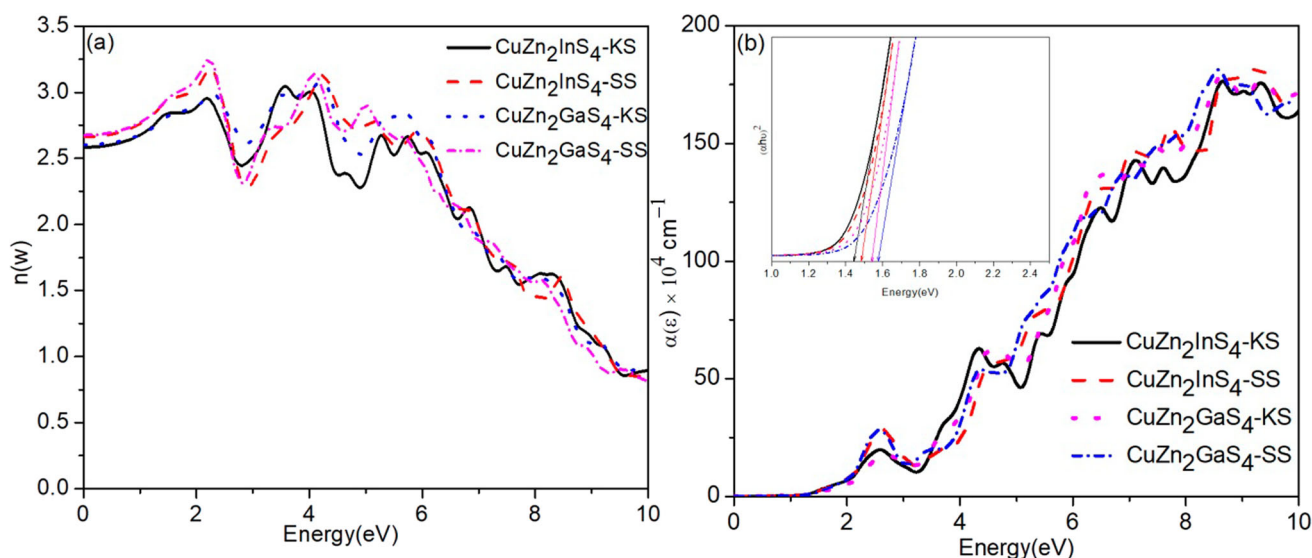 (a)
CuZn2InS4-KS
CuZn2InS4-SS
CuZn2GaS4-KS
CuZn2GaS4-SS
3.5
3.0
2.5
2.0
1.5
1.0
0.5
0.0
n(w)
0 2 4 6 8 10
Energy(eV)
(b)
200
150
100
50
0
α(ε) × 10⁴ cm⁻¹
(αhυ)²
1.0 1.2 1.4 1.6 1.8 2.0 2.2 2.4
Energy(eV)
CuZn2InS4-KS
CuZn2InS4-SS
CuZn2GaS4-KS
CuZn2GaS4-SS
0 2 4 6 8 10
Energy(eV)